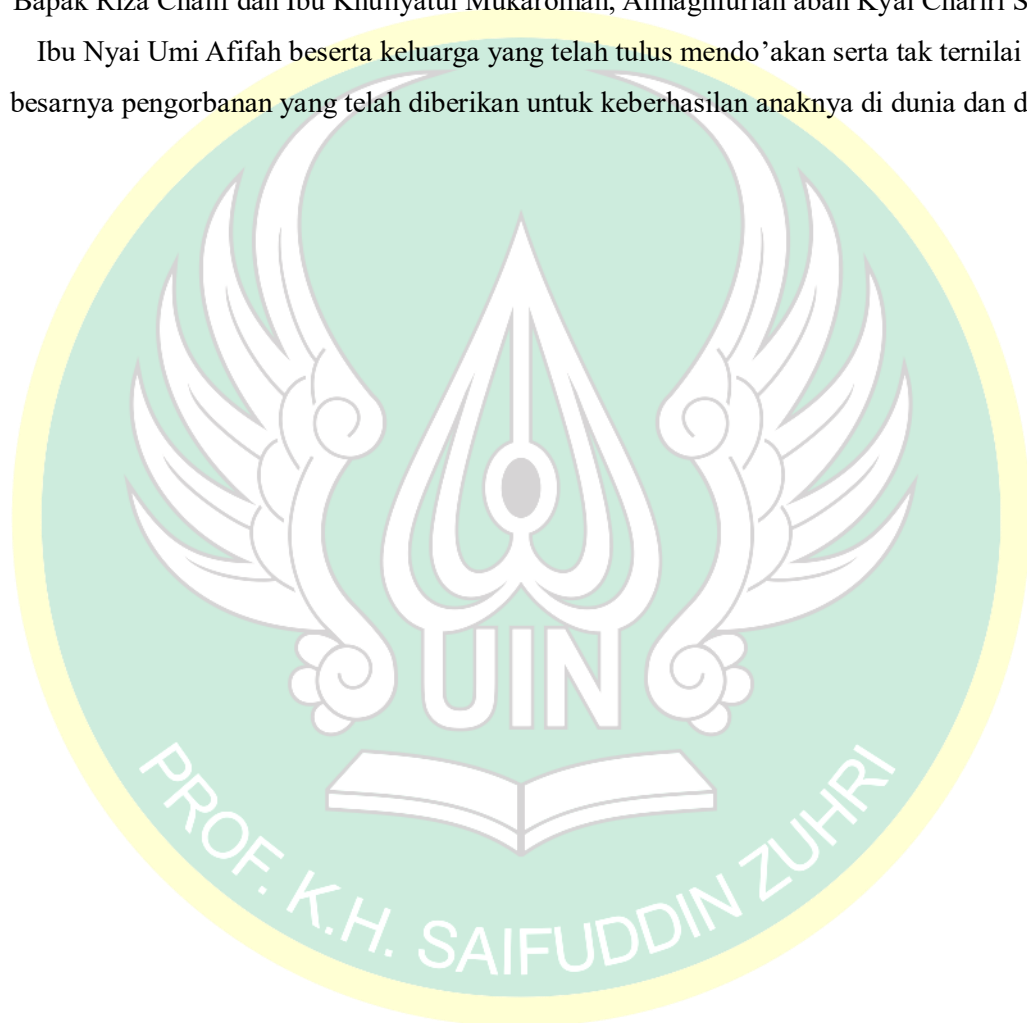 Bapak Riza Chanif dan Ibu Khuliyatul Mukaromah, Almaghfurlah abah Kyai Chariri S
Ibu Nyai Umi Afifah beserta keluarga yang telah tulus mendo’akan serta tak ternilai
besarnya pengorbanan yang telah diberikan untuk keberhasilan anaknya di dunia dan d
UIN
PROF. K.H. SAIFUDDIN ZUHRI